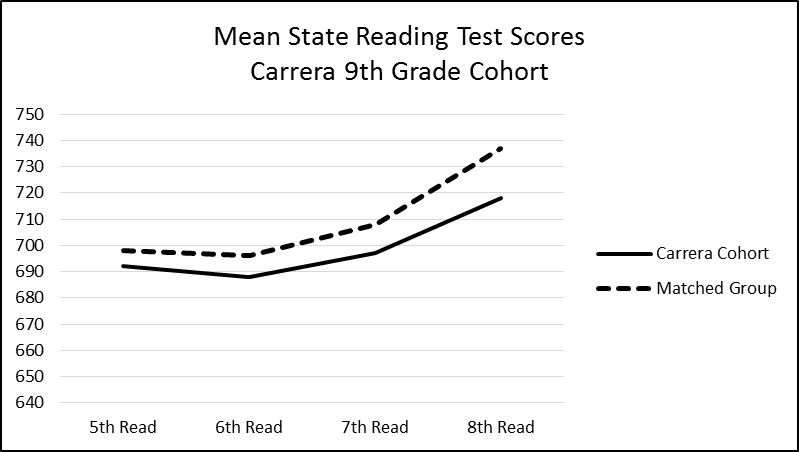 Mean State Reading Test Scores
Carrera 9th Grade Cohort
750
740
730
720
710
700
690
680
670
660
650
640
5th Read
6th Read
7th Read
8th Read
Carrera Cohort
Matched Group